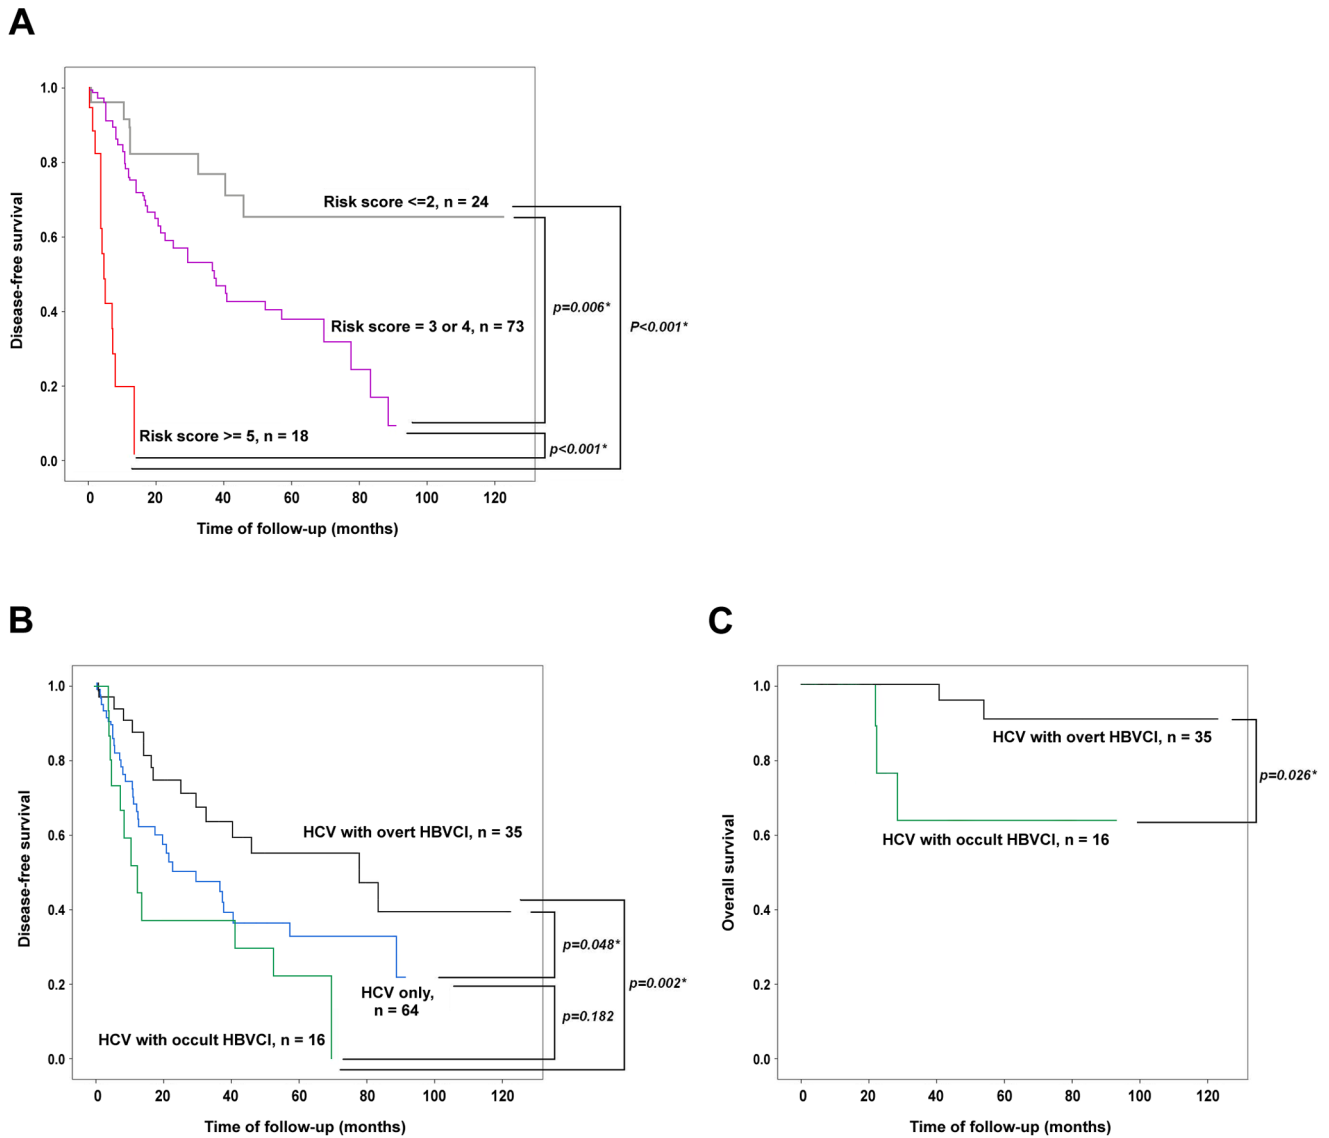 A
1.0
0.8
0.6
0.4
0.2
0.0
Disease-free survival
Risk score <=2, n = 24
Risk score = 3 or 4, n = 73
Risk score >= 5, n = 18
p=0.006*
P<0.001*
p<0.001*
0 20 40 60 80 100 120
Time of follow-up (months)
B
1.0
0.8
0.6
0.4
0.2
0.0
Disease-free survival
HCV with overt HBVCI, n = 35
HCV only,
n = 64
HCV with occult HBVCI, n = 16
p=0.048*
p=0.002*
p=0.182
0 20 40 60 80 100 120
Time of follow-up (months)
C
1.0
0.8
0.6
0.4
0.2
0.0
Overall survival
HCV with overt HBVCI, n = 35
p=0.026*
HCV with occult HBVCI, n = 16
0 20 40 60 80 100 120
Time of follow-up (months)